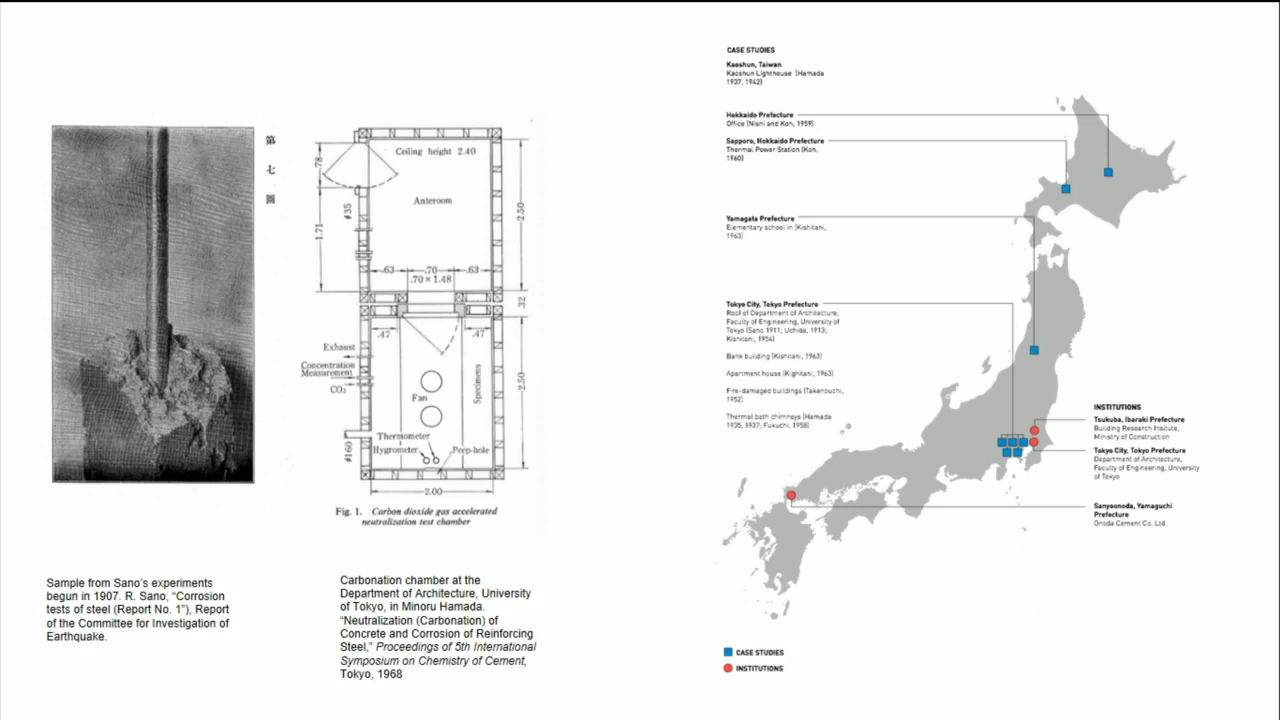 第
七
圖
Ceiling height 2.40
.78
Anteroom
#35
1.71
2.50
.63
.70
.63
.70 × 1.48
.32
.47
.47
Exhaust
Concentration
Measurement
CO₂
Fan
Specimens
2.50
Thermometer
Hygrometer
Peep-hole
#160
2.00
Fig. 1. Carbon dioxide gas accelerated
neutralization test chamber
Sample from Sano's experiments
begun in 1907. R. Sano, “Corrosion
tests of steel (Report No. 1”), Report
of the Committee for Investigation of
Earthquake.
Carbonation chamber at the
Department of Architecture, University
of Tokyo, in Minoru Hamada.
“Neutralization (Carbonation) of
Concrete and Corrosion of Reinforcing
Steel,” Proceedings of 5th International
Symposium on Chemistry of Cement,
Tokyo, 1968
CASE STUDIES
Kaoshun, Taiwan
Kaoshun Lighthouse (Hamada
1937, 1942)
Hokkaido Prefecture
Office (Nishi and Koh, 1959)
Sapporo, Hokkaido Prefecture
Thermal Power Station (Koh,
1960)
Yamagata Prefecture
Elementary school in (Kishitani,
1963)
Tokyo City, Tokyo Prefecture
Roof of Department of Architecture,
Faculty of Engineering, University of
Tokyo (Sano 1911; Uchida, 1913;
Kishitani, 1954)
Bank building (Kishitani, 1963)
Apartment house (Kighitani, 1963)
Fire-damaged buildings (Takenouchi,
1952)
Thermal bath chimneys (Hamada
1935, 1937; Fukuchi, 1958)
INSTITUTIONS
Tsukuba, Ibaraki Prefecture
Building Research Insitute,
Ministry of Construction
Tokyo City, Tokyo Prefecture
Department of Architecture,
Faculty of Engineering, University
of Tokyo
Sanyoonoda, Yamaguchi
Prefecture
Onoda Cement Co. Ltd.
CASE STUDIES
INSTITUTIONS